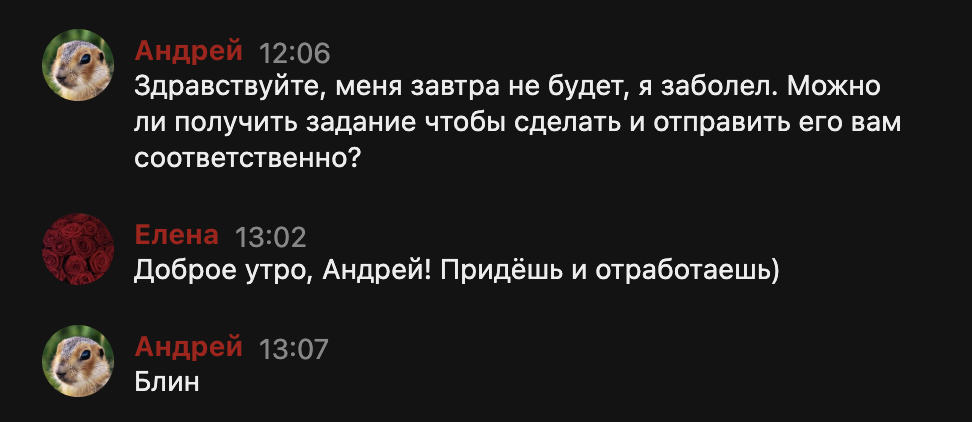 Андрей 12:06
Здравствуйте, меня завтра не будет, я заболел. Можно
ли получить задание чтобы сделать и отправить его вам
соответственно?
Елена 13:02
Доброе утро, Андрей! Придёшь и отработаешь)
Андрей 13:07
Блин